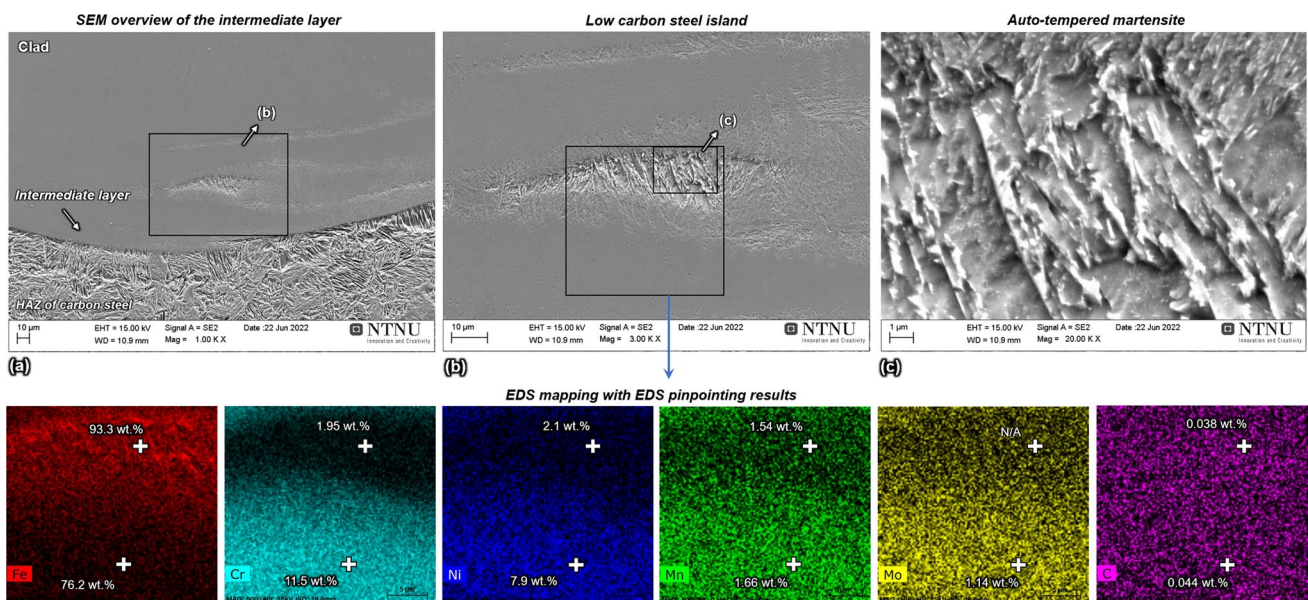 SEM overview of the intermediate layer
Low carbon steel island
Auto-tempered martensite
Clad
(b)
Intermediate layer
HAZ of carbon steel
10 µm
EHT = 15.00 kV
Signal A = SE2
Date :22 Jun 2022
WD = 10.9 mm
Mag = 1.00 K X
NTNU
Innovation and Creativity
(a)
(c)
10 µm
EHT = 15.00 kV
Signal A = SE2
Date :22 Jun 2022
WD = 10.9 mm
Mag = 3.00 K X
NTNU
Innovation and Creativity
(b)
1 µm
EHT = 15.00 kV
Signal A = SE2
Date :22 Jun 2022
WD = 10.9 mm
Mag = 20.00 K X
NTNU
Innovation and Creativity
(c)
EDS mapping with EDS pinpointing results
93.3 wt.%
76.2 wt.%
Fe
1.95 wt.%
11.5 wt.%
Cr
2.1 wt.%
7.9 wt.%
Ni
1.54 wt.%
1.66 wt.%
Mn
N/A
1.14 wt.%
Mo
0.038 wt.%
0.044 wt.%
C